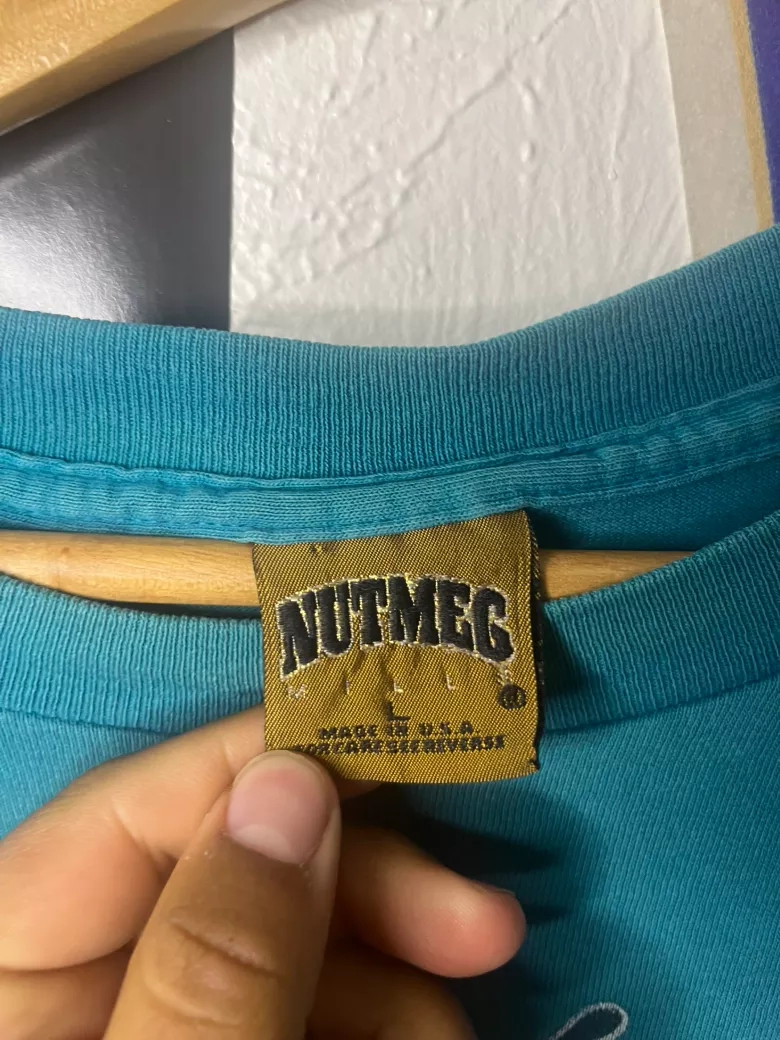 NUTMEG
MILLS
L
MADE IN U.S.A.
FOR CARE SEE REVERSE